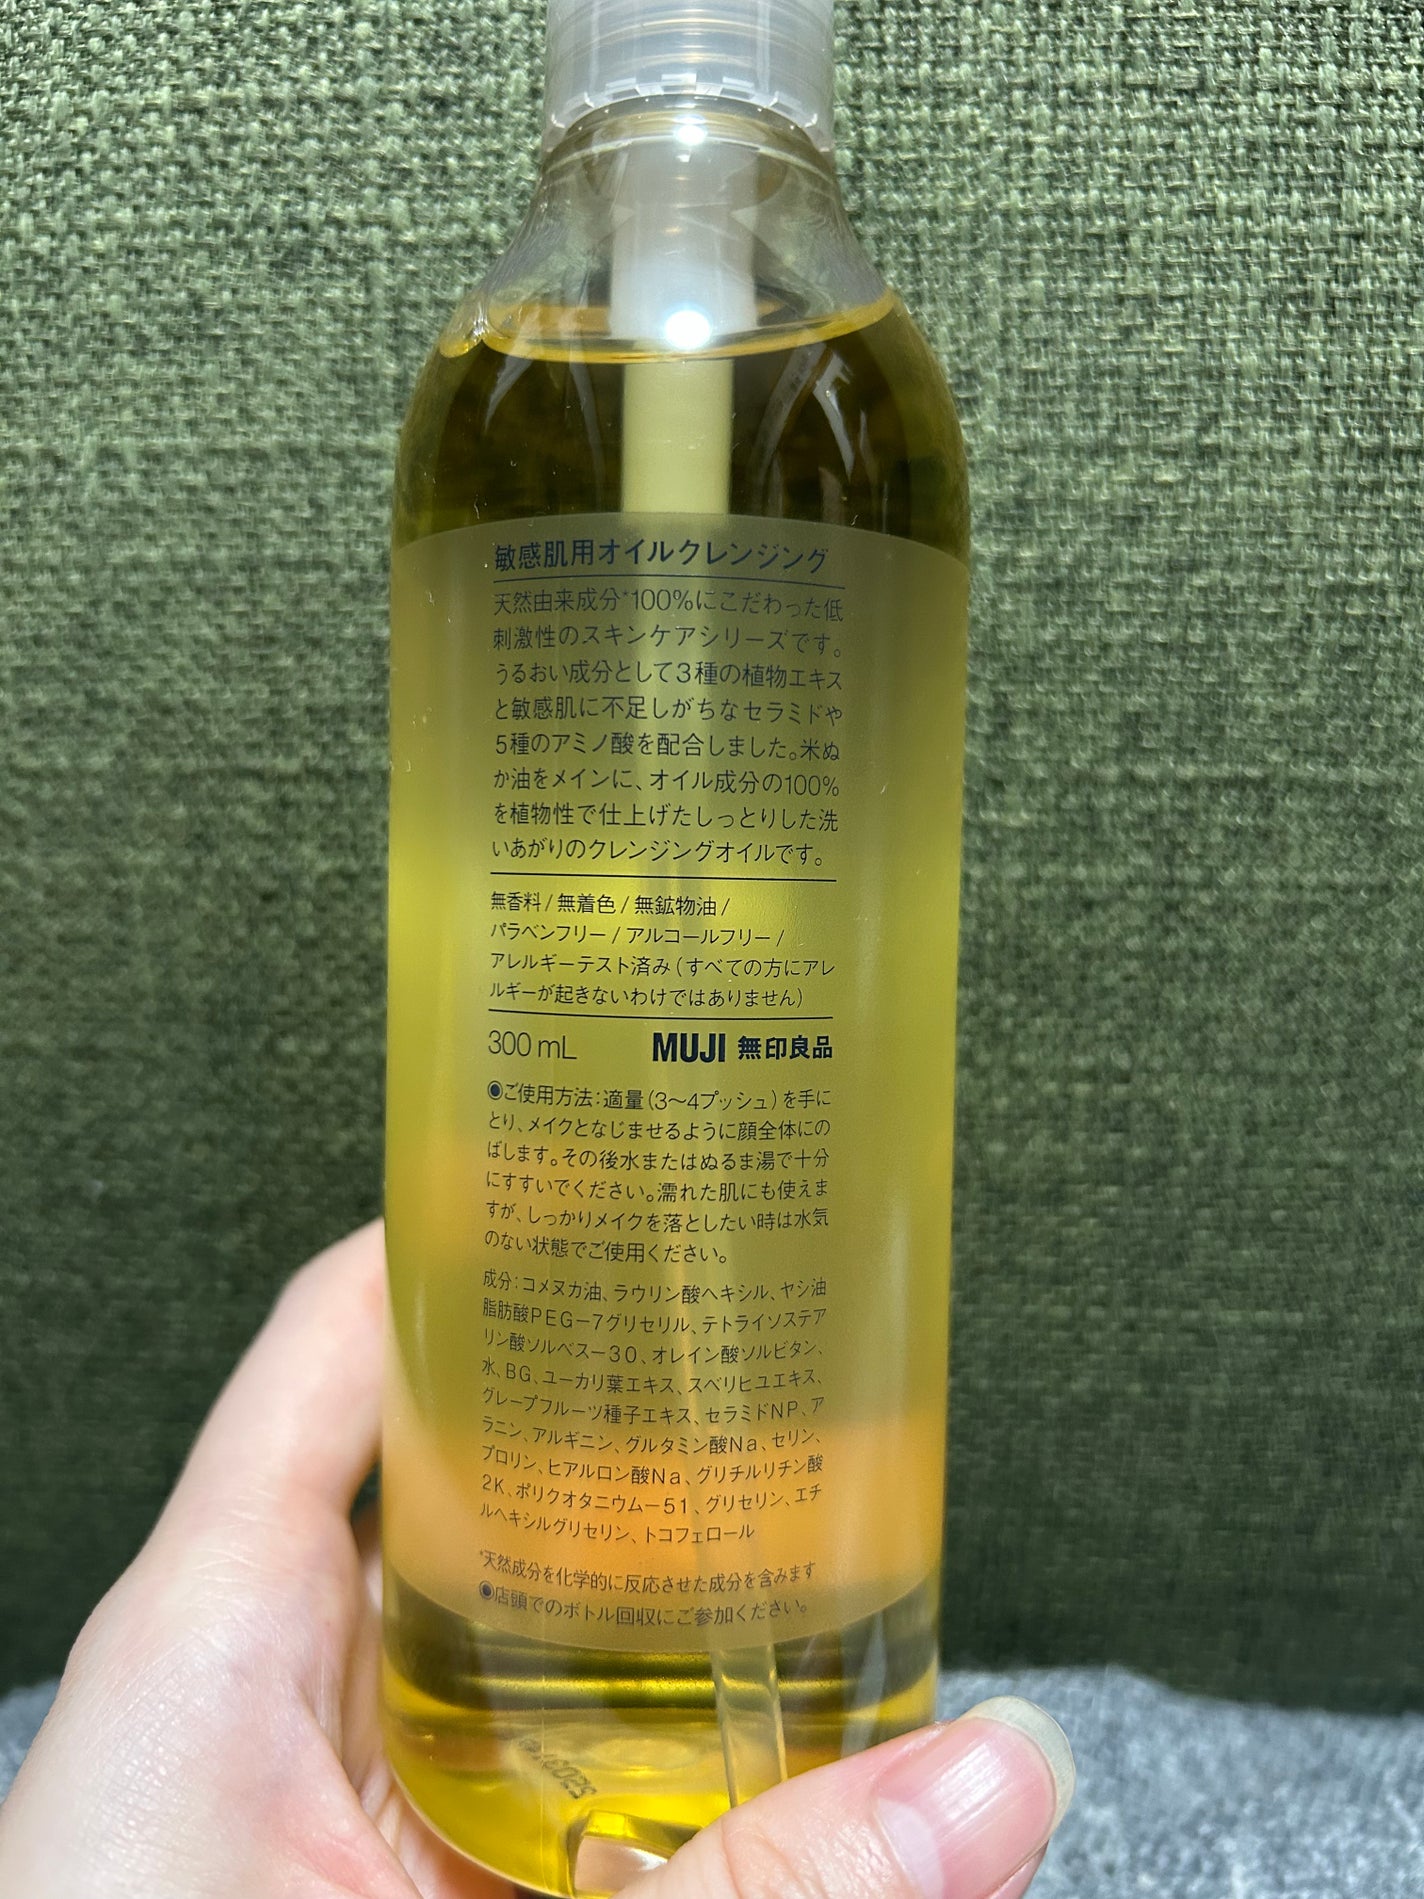 敏感肌用オイルクレンジング
天然由来成分*100%にこだわった低
刺激性のスキンケアシリーズです。
うるおい成分として3種の植物エキス
と敏感肌に不足しがちなセラミドや
5種のアミノ酸を配合しました。米ぬ
か油をメインに、オイル成分の100%
を植物性で仕上げたしっとりした洗
いあがりのクレンジングオイルです。
無香料/無着色/無鉱物油/
パラベンフリー/アルコールフリー/
アレルギーテスト済み(すべての方にアレ
ルギーが起きないわけではありません)
300mL MUJI 無印良品
◉ご使用方法:適量(3〜4プッシュ)を手に
とり、メイクとなじませるように顔全体にの
ばします。その後水またはぬるま湯で十分
にすすいでください。濡れた肌にも使えま
すが、しっかりメイクを落としたい時は水気
のない状態でご使用ください。
成分:コメヌカ油、ラウリン酸ヘキシル、ヤシ油
脂肪酸PEG−7グリセリル、テトライソステア
リン酸ソルベス−30、オレイン酸ソルビタン、
水、BG、ユーカリ葉エキス、スベリヒユエキス、
グレープフルーツ種子エキス、セラミドNP、ア
ラニン、アルギニン、グルタミン酸Na、セリン、
プロリン、ヒアルロン酸Na、グリチルリチン酸
2K、ポリクオタニウム−51、グリセリン、エチ
ルヘキシルグリセリン、トコフェロール
*天然成分を化学的に反応させた成分を含みます
◉店頭でのボトル回収にご参加ください。